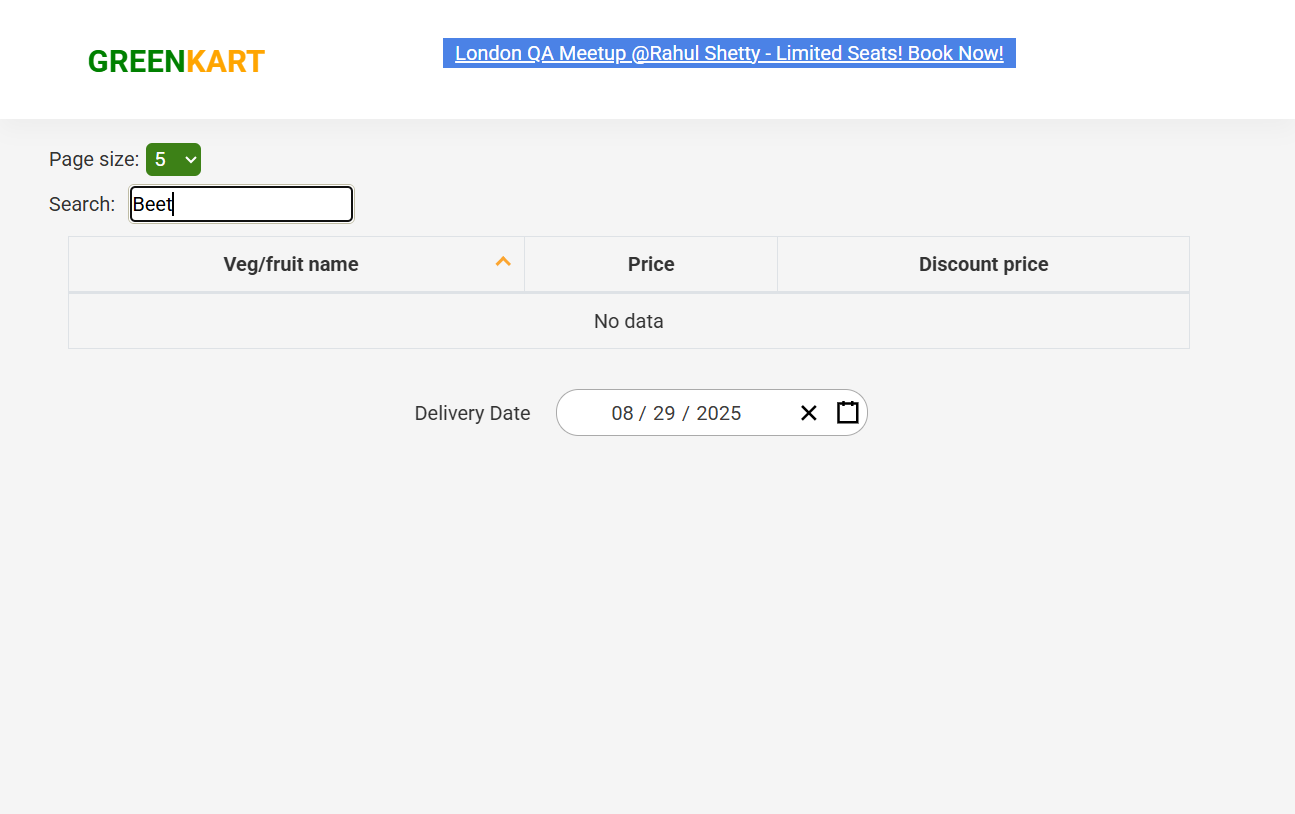 GREENKART
London QA Meetup @Rahul Shetty - Limited Seats! Book Now!
Page size: 5
Search: Beet
Veg/fruit name Price Discount price
No data
Delivery Date 08 / 29 / 2025